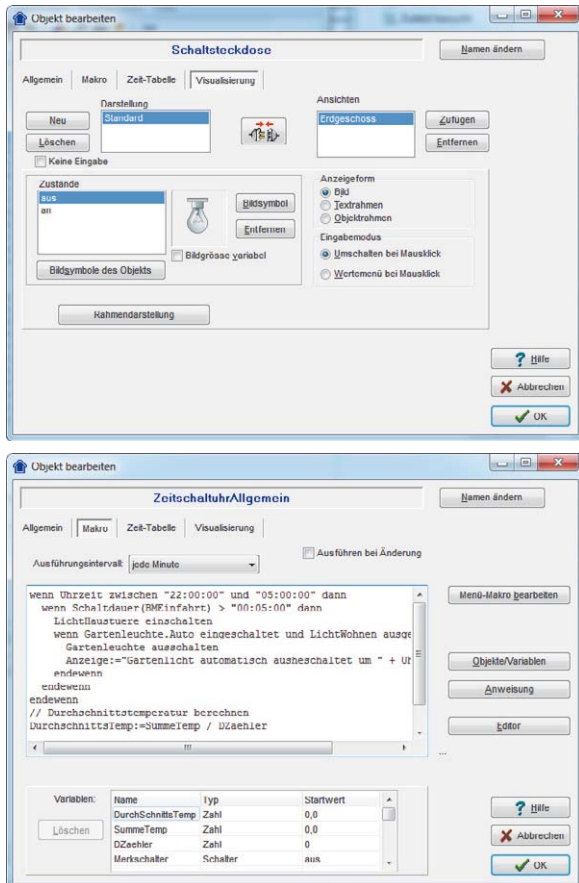 Objekt bearbeiten
Schaltsteckdose
Namen ändern
Allgemein Makro Zeit-Tabelle Visualisierung
Darstellung
Ansichten
Neu
Standard
Erdgeschoss
Zufügen
Löschen
Entfernen
Keine Eingabe
Zustände
aus
an
Bildsymbol
Entfernen
Bildgrösse variabel
Bildsymbole des Objekts
Anzeigeform
Bild
Textrahmen
Objektrahmen
Eingabemodus
Umschalten bei Mausklick
Wertemenü bei Mausklick
Rahmendarstellung
Hilfe
Abbrechen
OK
Objekt bearbeiten
ZeitschaltuhrAllgemein
Namen ändern
Allgemein Makro Zeit-Tabelle Visualisierung
Ausführungsintervall: jede Minute
Ausführen bei Änderung
wenn Uhrzeit zwischen "22:00:00" und "05:00:00" dann
wenn Schaltdauer(BMEinfahrt) > "00:05:00" dann
LichtHaustuere einschalten
wenn Gartenleuchte.Auto eingeschaltet und LichtWohnen ausge
Gartenleuchte ausschalten
Anzeige:="Gartenlicht automatisch ausheschaltet um " +
endewenn
endewenn
endewenn
// Durchschnittstemperatur berechnen
DurchschnittsTemp:=SummeTemp / DZaehler
Menü-Makro bearbeiten
Objekte/Variablen
Anweisung
Editor
...
Variablen:
Löschen
Name Typ Startwert
DurchSchnittsTemp Zahl 0,0
SummeTemp Zahl 0,0
DZaehler Zahl 0
Merkschalter Schalter aus
Hilfe
Abbrechen
OK